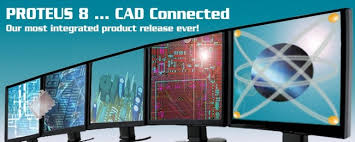 PROTEUS 8 ... CAD Connected
Our most integrated product release ever!